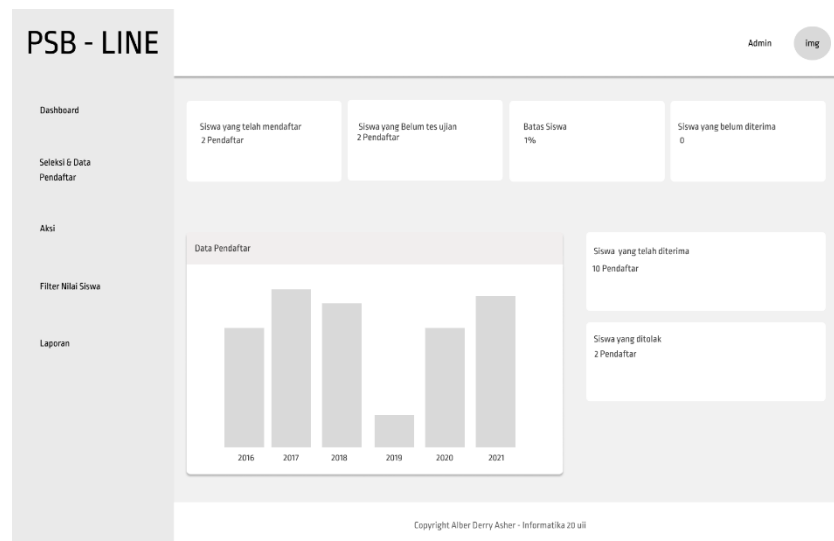 PSB - LINE
Admin
img
Dashboard
Seleksi & Data
Pendaftar
Aksi
Filter Nilai Siswa
Laporan
Siswa yang telah mendaftar
2 Pendaftar
Siswa yang Belum tes ujian
2 Pendaftar
Batas Siswa
1%
Siswa yang belum diterima
0
Data Pendaftar
2016 2017 2018 2019 2020 2021
Siswa yang telah diterima
10 Pendaftar
Siswa yang ditolak
2 Pendaftar
Copyright Alber Derry Asher - Informatika 20 uii